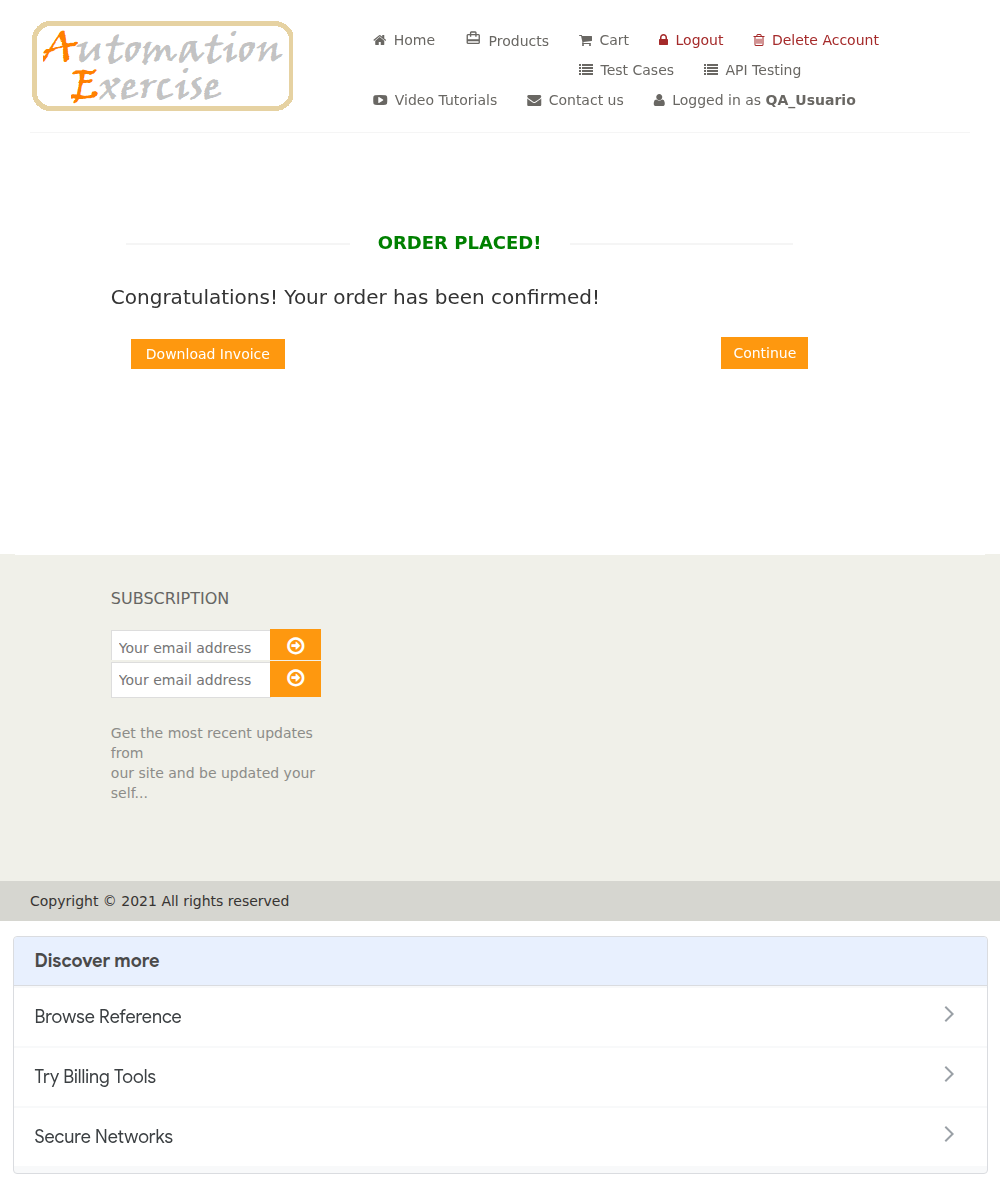 Automation
Exercise
Home Products Cart Logout Delete Account
Test Cases API Testing
Video Tutorials Contact us Logged in as QA_Usuario
ORDER PLACED!
Congratulations! Your order has been confirmed!
Download Invoice Continue
SUBSCRIPTION
Your email address
Your email address
Get the most recent updates
from
our site and be updated your
self...
Copyright © 2021 All rights reserved
Discover more
Browse Reference
Try Billing Tools
Secure Networks